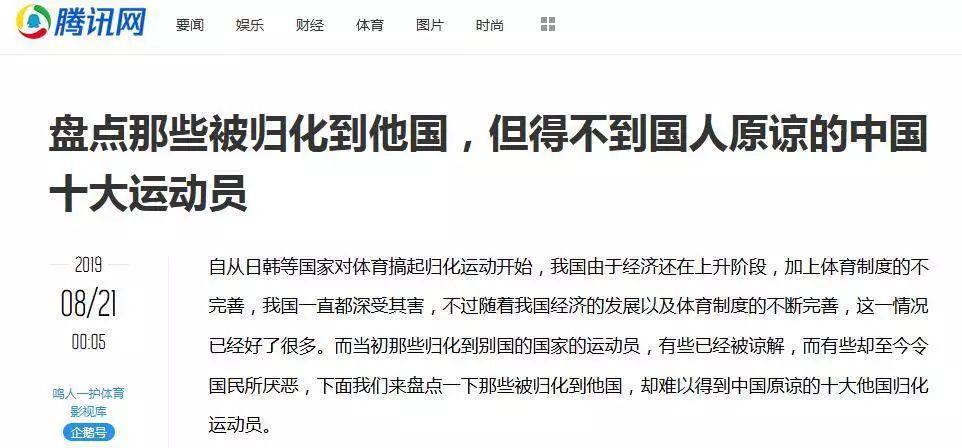 腾讯网 要闻 娱乐 财经 体育 图片 时尚
盘点那些被归化到他国，但得不到国人原谅的中国
十大运动员
2019
08/21
00:05
鸣人一护体育
影视库
企鹅号
自从日韩等国家对体育搞起归化运动开始，我国由于经济还在上升阶段，加上体育制度的不
完善，我国一直都深受其害，不过随着我国经济的发展以及体育制度的不断完善，这一情况
已经好了很多。而当初那些归化到别国的国家的运动员，有些已经被谅解，而有些却至今令
国民所厌恶，下面我们来盘点一下那些被归化到他国，却难以得到中国原谅的十大他国归化
运动员。